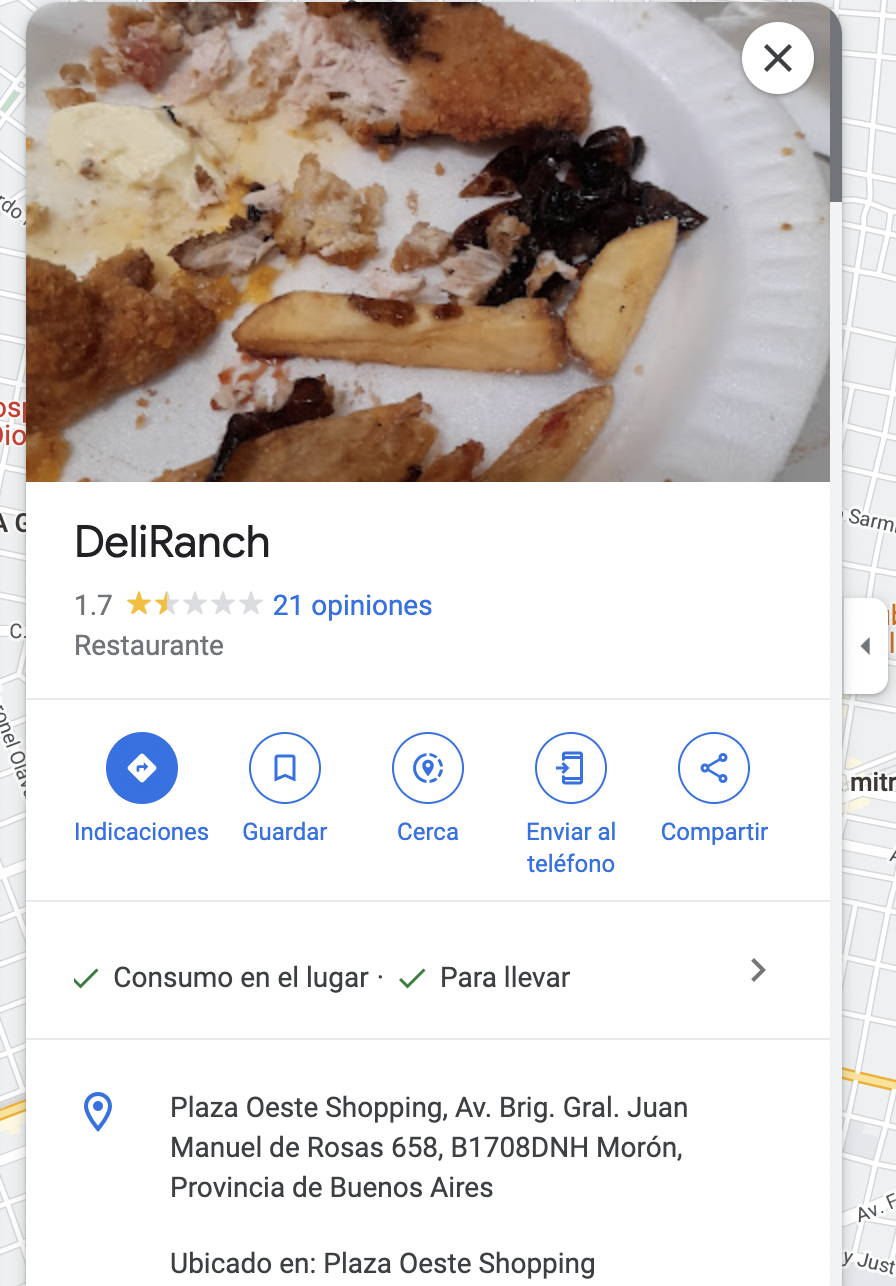 DeliRanch
1.7 21 opiniones
Restaurante
Indicaciones Guardar Cerca Enviar al teléfono Compartir
Consumo en el lugar · Para llevar
Plaza Oeste Shopping, Av. Brig. Gral. Juan
Manuel de Rosas 658, B1708DNH Morón,
Provincia de Buenos Aires
Ubicado en: Plaza Oeste Shopping